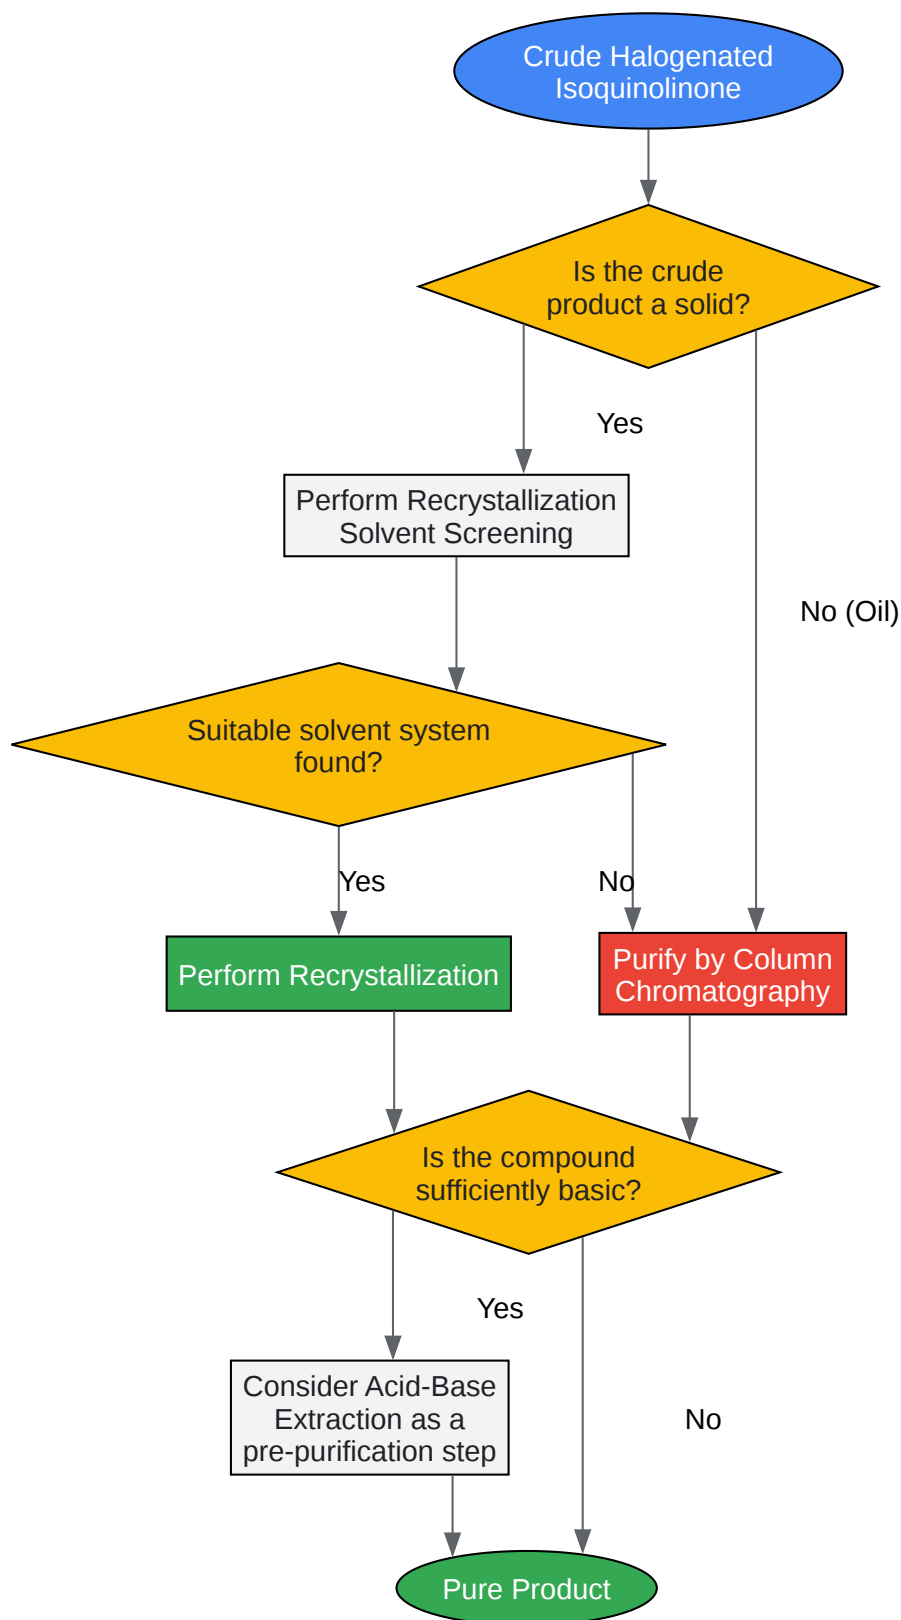 Crude Halogenated
Isoquinolinone
Is the crude
product a solid?
Yes
Perform Recrystallization
Solvent Screening
No (Oil)
Suitable solvent system
found?
Yes
No
Perform Recrystallization
Purify by Column
Chromatography
Is the compound
sufficiently basic?
Yes
Consider Acid-Base
Extraction as a
pre-purification step
No
Pure Product